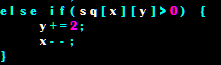 else if(sq[x][y]>0) {
y+=2;
x--;
}